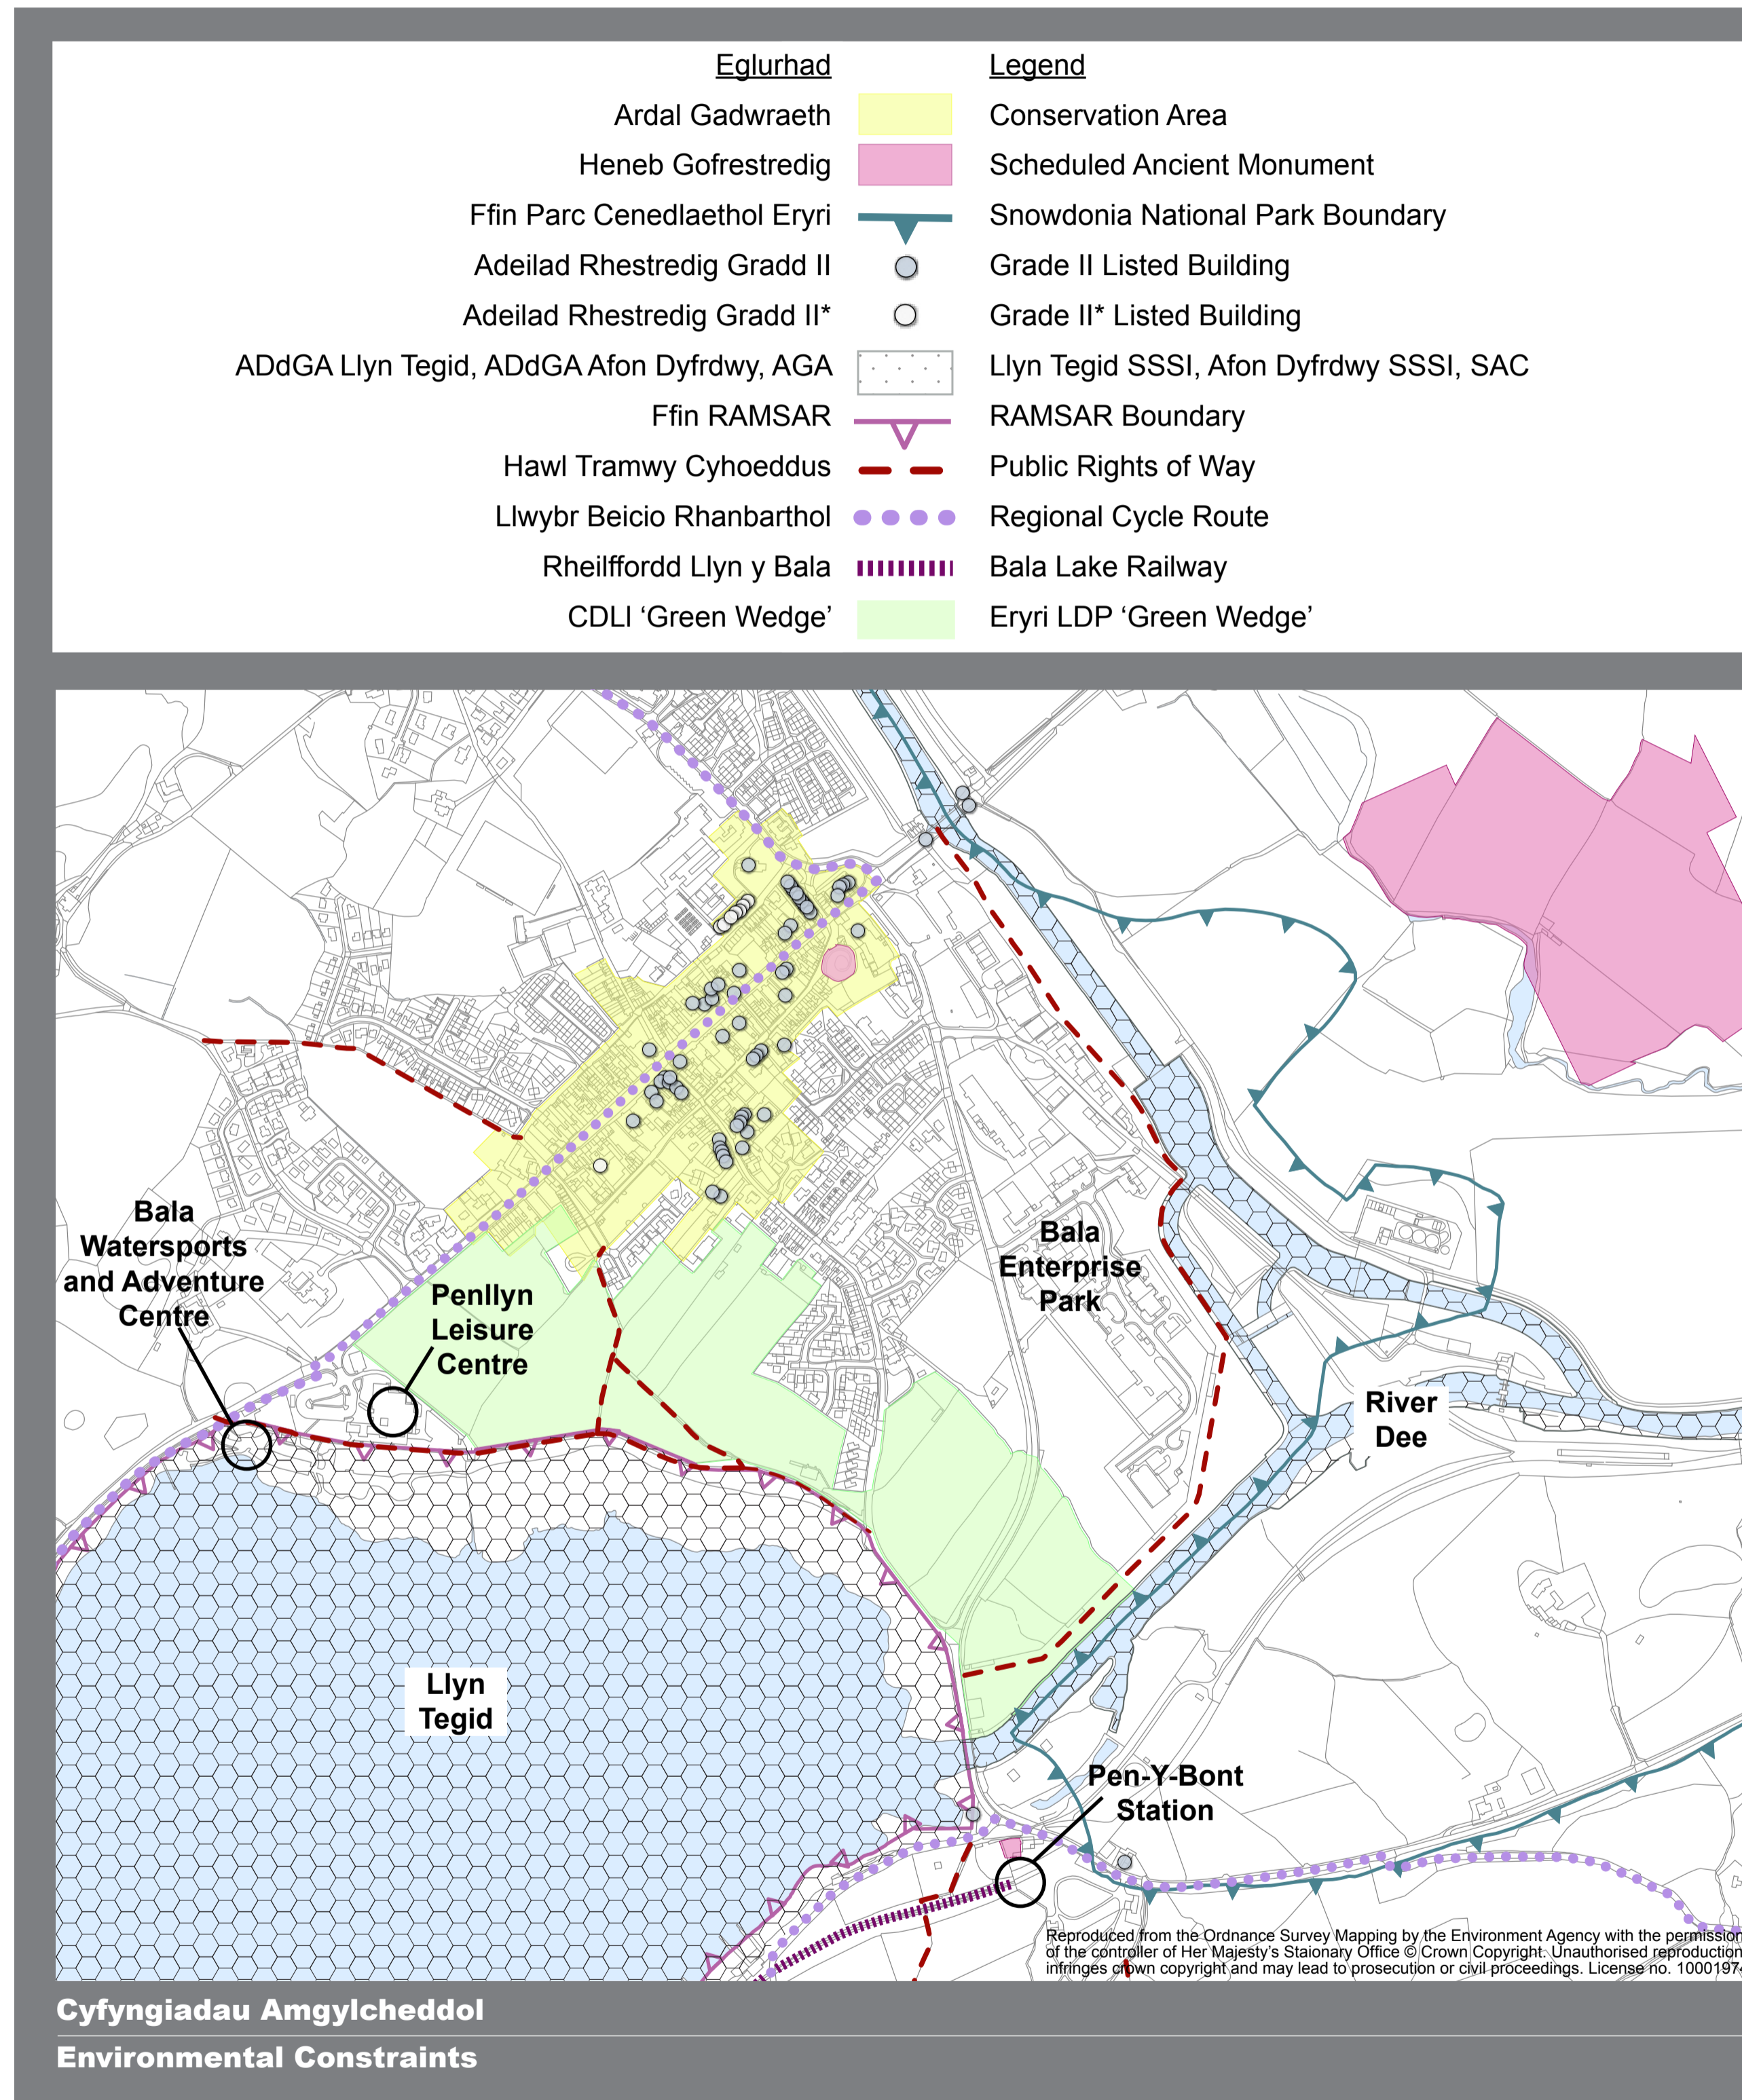 Eglurhad Legend
Ardal Gadwraeth Conservation Area
Heneb Gofrestredig Scheduled Ancient Monument
Ffin Parc Cenedlaethol Eryri Snowdonia National Park Boundary
Adeilad Rhestredig Gradd II Grade II Listed Building
Adeilad Rhestredig Gradd II* Grade II* Listed Building
ADdGA Llyn Tegid, ADdGA Afon Dyfrdwy, AGA Llyn Tegid SSSI, Afon Dyfrdwy SSSI, SAC
Ffin RAMSAR RAMSAR Boundary
Hawl Tramwy Cyhoeddus Public Rights of Way
Llwybr Beicio Rhanbarthol Regional Cycle Route
Rheilffordd Llyn y Bala Bala Lake Railway
CDLl ‘Green Wedge’ Eryri LDP ‘Green Wedge’
Bala
Watersports
and Adventure
Centre
Penllyn
Leisure
Centre
Bala
Enterprise
Park
River
Dee
Llyn
Tegid
Pen-Y-Bont
Station
Reproduced from the Ordnance Survey Mapping by the Environment Agency with the permission
of the controller of Her Majesty’s Staionary Office © Crown Copyright. Unauthorised reproduction
infringes crown copyright and may lead to prosecution or civil proceedings. License no. 1000197
Cyfyngiadau Amgylcheddol
Environmental Constraints